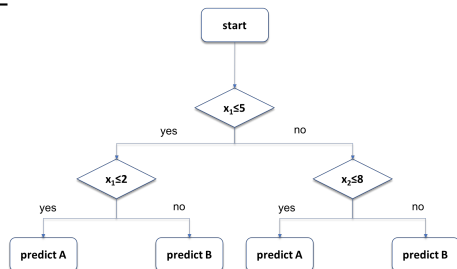 start
x₁≤5
yes
no
x₁≤2
x₂≤8
yes
no
yes
no
predict A
predict B
predict A
predict B